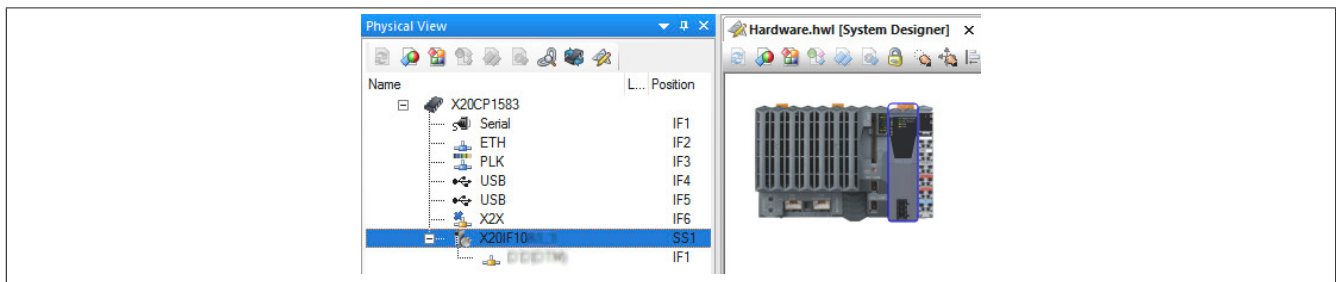 Physical View
Hardware.hwl [System Designer]
Name L... Position
X20CP1583
Serial IF1
ETH IF2
PLK IF3
USB IF4
USB IF5
X2X IF6
X20IF10 SS1
IF1